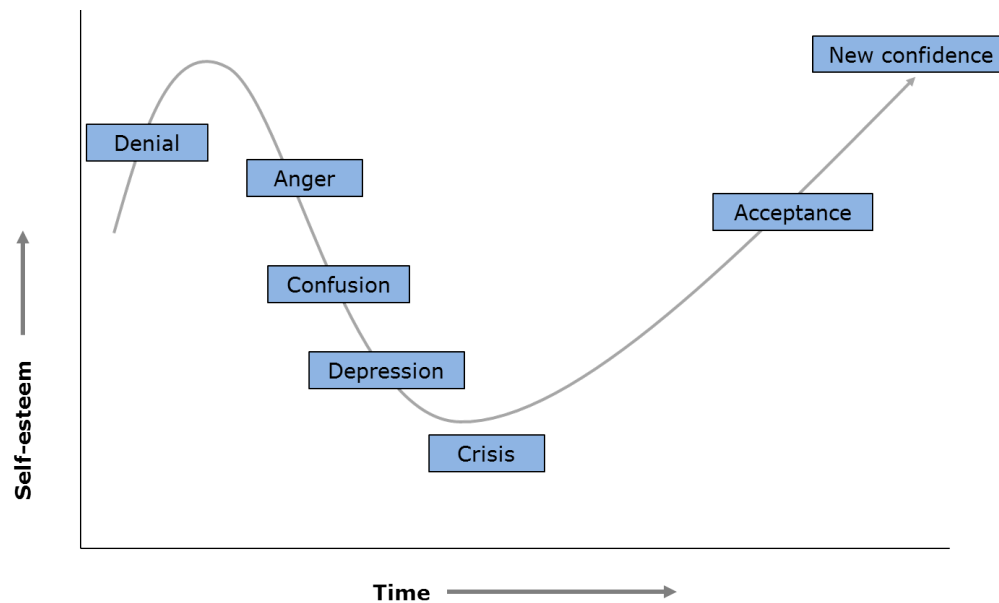 New confidence
Denial
Anger
Acceptance
Confusion
Depression
Crisis
Self-esteem
Time